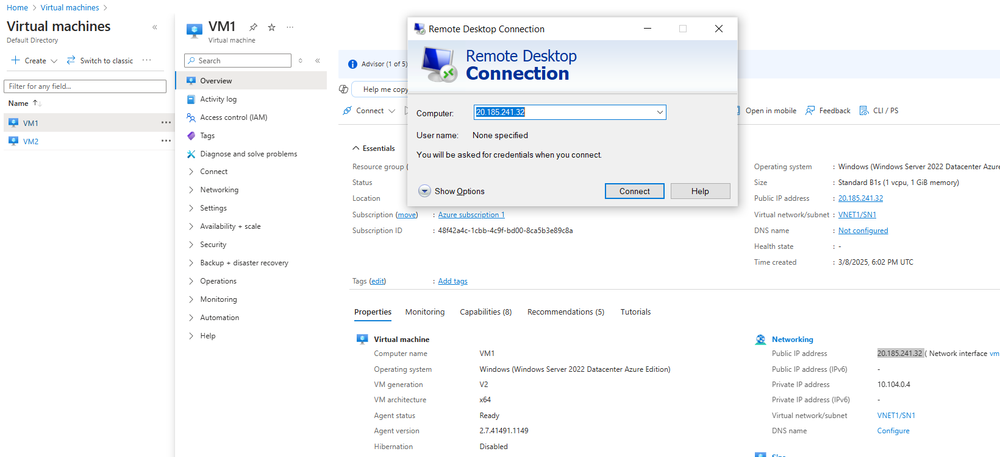 Home > Virtual machines >
Virtual machines
Default Directory
Create
Switch to classic
Filter for any field...
Name
VM1
VM2
VM1
Virtual machine
Search
Overview
Activity log
Access control (IAM)
Tags
Diagnose and solve problems
Connect
Networking
Settings
Availability + scale
Security
Backup + disaster recovery
Operations
Monitoring
Automation
Help
Advisor (1 of 5)
Help me copy
Connect
Open in mobile
Feedback
CLI / PS
Remote Desktop Connection
Remote Desktop
Connection
Computer: 20.185.241.32
User name: None specified
You will be asked for credentials when you connect.
Show Options
Connect
Help
Essentials
Resource group (
Status
Location
Subscription (move) : Azure subscription 1
Subscription ID : 48f42a4c-1cbb-4c9f-bd00-8ca5b3e89c8a
Operating system : Windows (Windows Server 2022 Datacenter Azure
Size : Standard B1s (1 vcpu, 1 GiB memory)
Public IP address : 20.185.241.32
Virtual network/subnet : VNET1/SN1
DNS name : Not configured
Health state : -
Time created : 3/8/2025, 6:02 PM UTC
Tags (edit) : Add tags
Properties Monitoring Capabilities (8) Recommendations (5) Tutorials
Virtual machine
Computer name VM1
Operating system Windows (Windows Server 2022 Datacenter Azure Edition)
VM generation V2
VM architecture x64
Agent status Ready
Agent version 2.7.41491.1149
Hibernation Disabled
Networking
Public IP address 20.185.241.32 ( Network interface vm
Public IP address (IPv6) -
Private IP address 10.104.0.4
Private IP address (IPv6) -
Virtual network/subnet VNET1/SN1
DNS name Configure